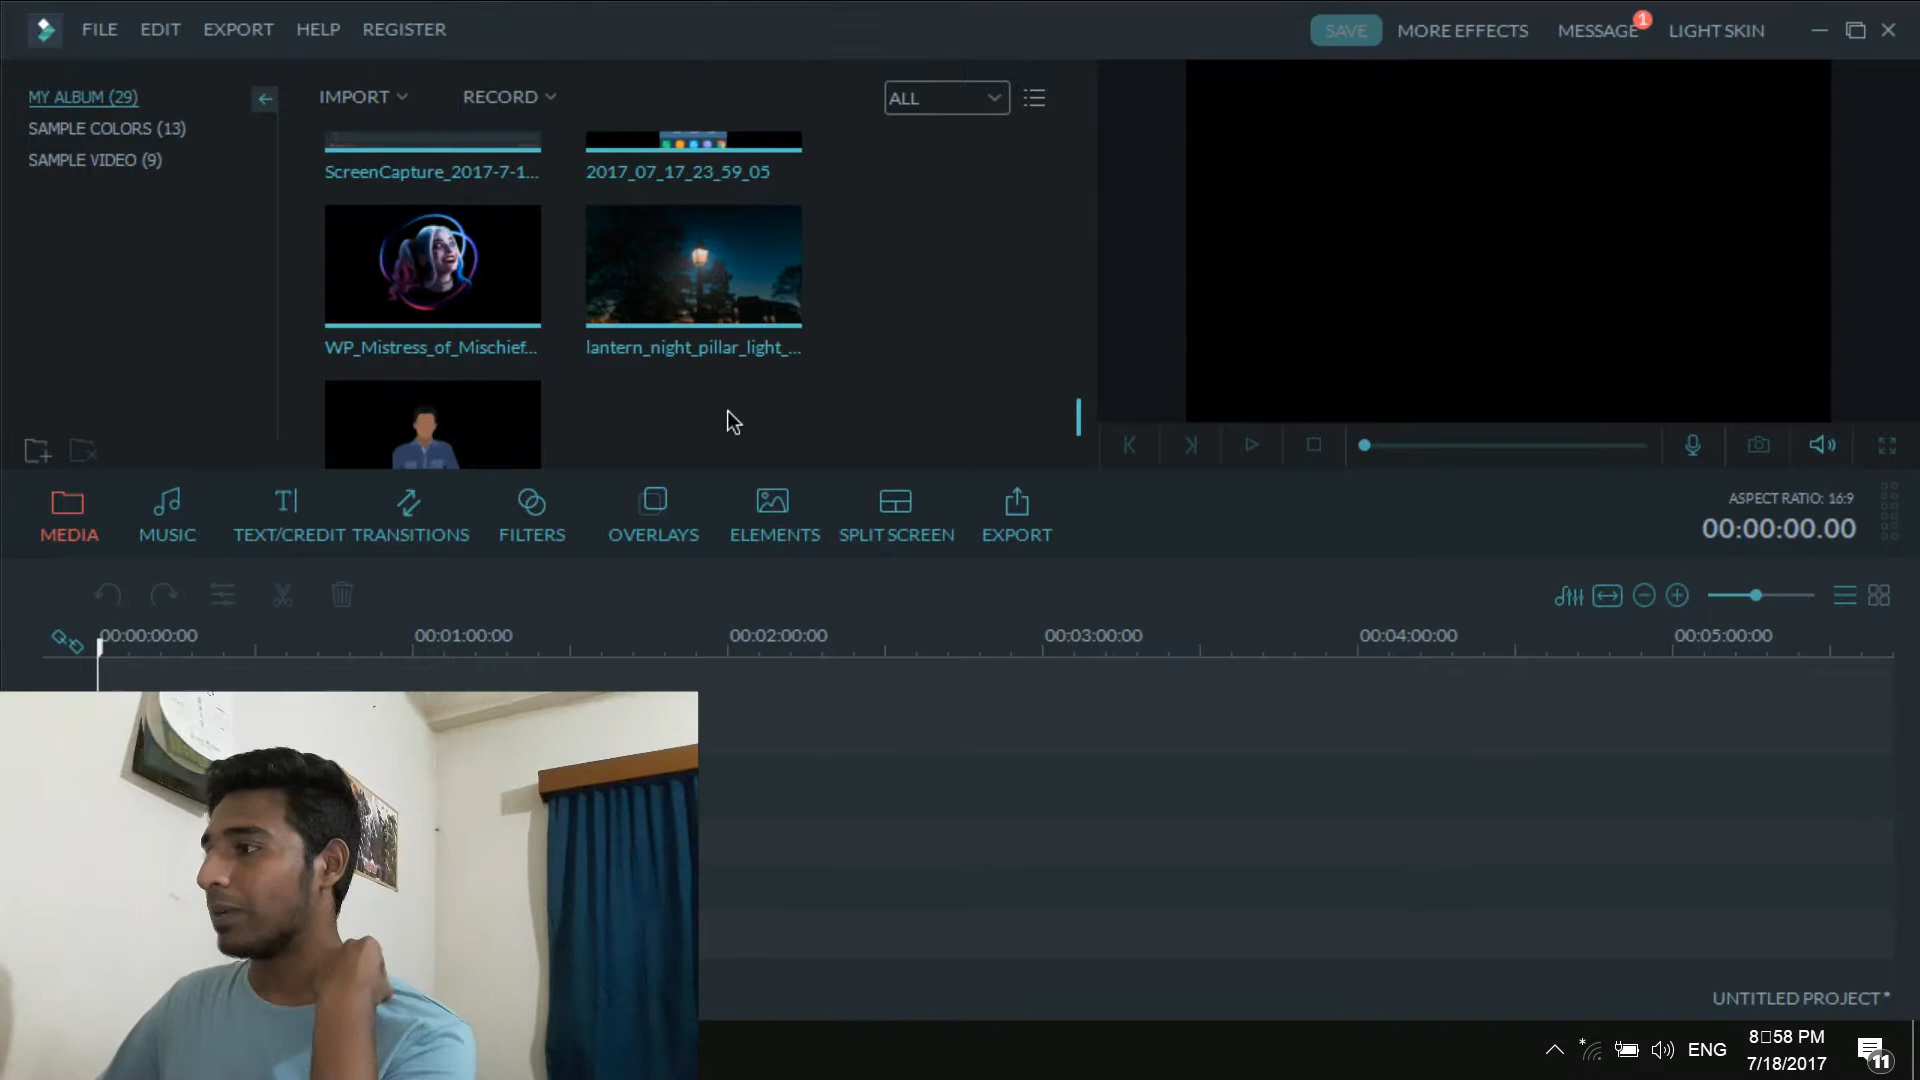 FILE EDIT EXPORT HELP REGISTER SAVE MORE EFFECTS MESSAGE 1 LIGHT SKIN
MY ALBUM (29)
SAMPLE COLORS (13)
SAMPLE VIDEO (9)
IMPORT RECORD ALL
ScreenCapture_2017-7-1... 2017_07_17_23_59_05
WP_Mistress_of_Mischief... lantern_night_pillar_light_...
MEDIA MUSIC TEXT/CREDIT TRANSITIONS FILTERS OVERLAYS ELEMENTS SPLIT SCREEN EXPORT
ASPECT RATIO: 16:9
00:00:00.00
00:00:00:00 00:01:00:00 00:02:00:00 00:03:00:00 00:04:00:00 00:05:00:00
UNTITLED PROJECT *
ENG
8□58 PM
7/18/2017
11